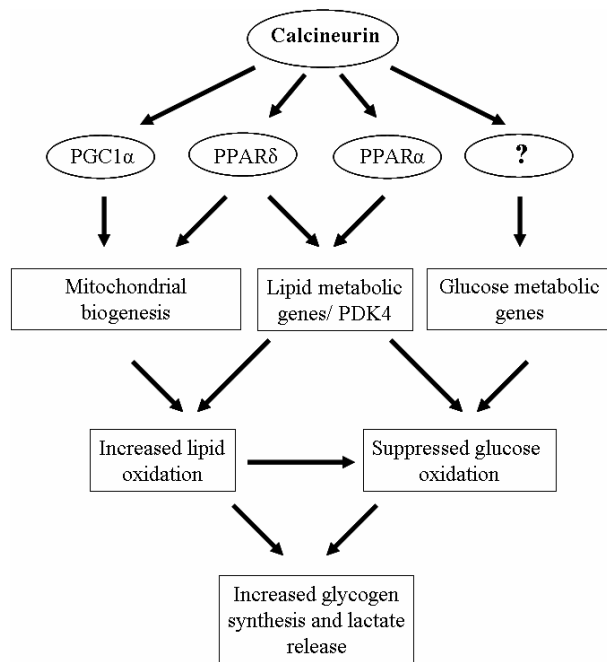 Calcineurin
PGC1α
PPARδ
PPARα
?
Mitochondrial
biogenesis
Lipid metabolic
genes/ PDK4
Glucose metabolic
genes
Increased lipid
oxidation
Suppressed glucose
oxidation
Increased glycogen
synthesis and lactate
release